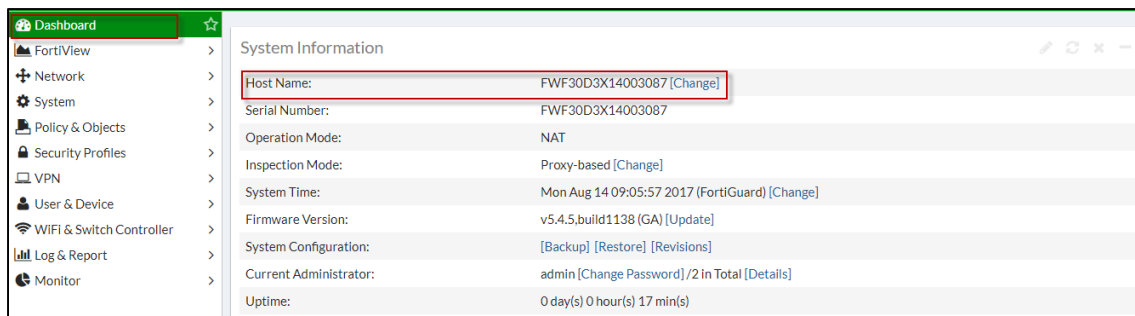 Dashboard
FortiView
Network
System
Policy & Objects
Security Profiles
VPN
User & Device
WiFi & Switch Controller
Log & Report
Monitor
System Information
Host Name: FWF30D3X14003087 [Change]
Serial Number: FWF30D3X14003087
Operation Mode: NAT
Inspection Mode: Proxy-based [Change]
System Time: Mon Aug 14 09:05:57 2017 (FortiGuard) [Change]
Firmware Version: v5.4.5,build1138 (GA) [Update]
System Configuration: [Backup] [Restore] [Revisions]
Current Administrator: admin [Change Password] /2 in Total [Details]
Uptime: 0 day(s) 0 hour(s) 17 min(s)